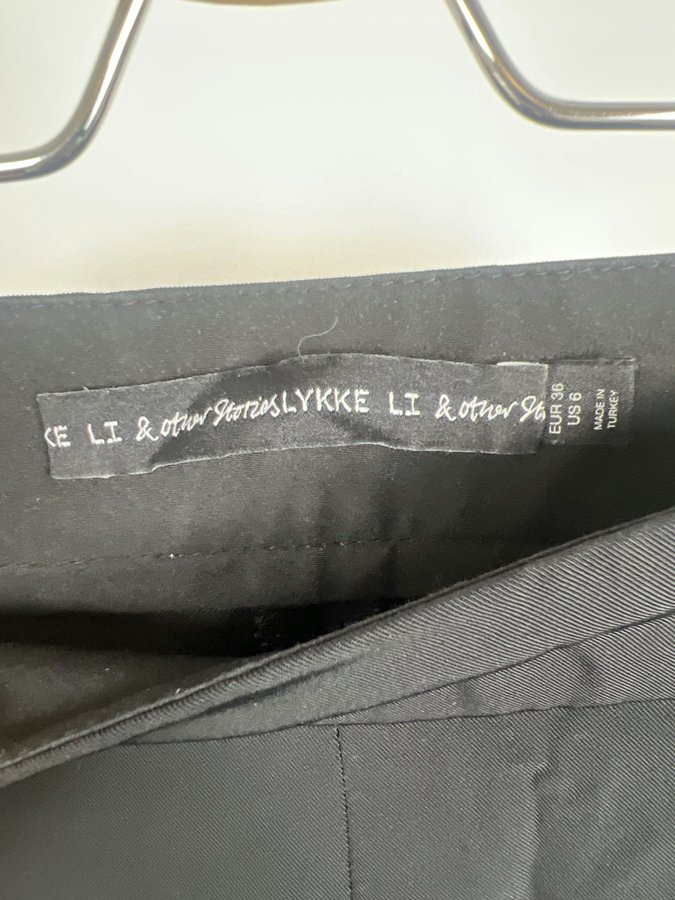 KE LI & other Stories LYKKE LI & other St
EUR 36
US 6
MADE IN
TURKEY